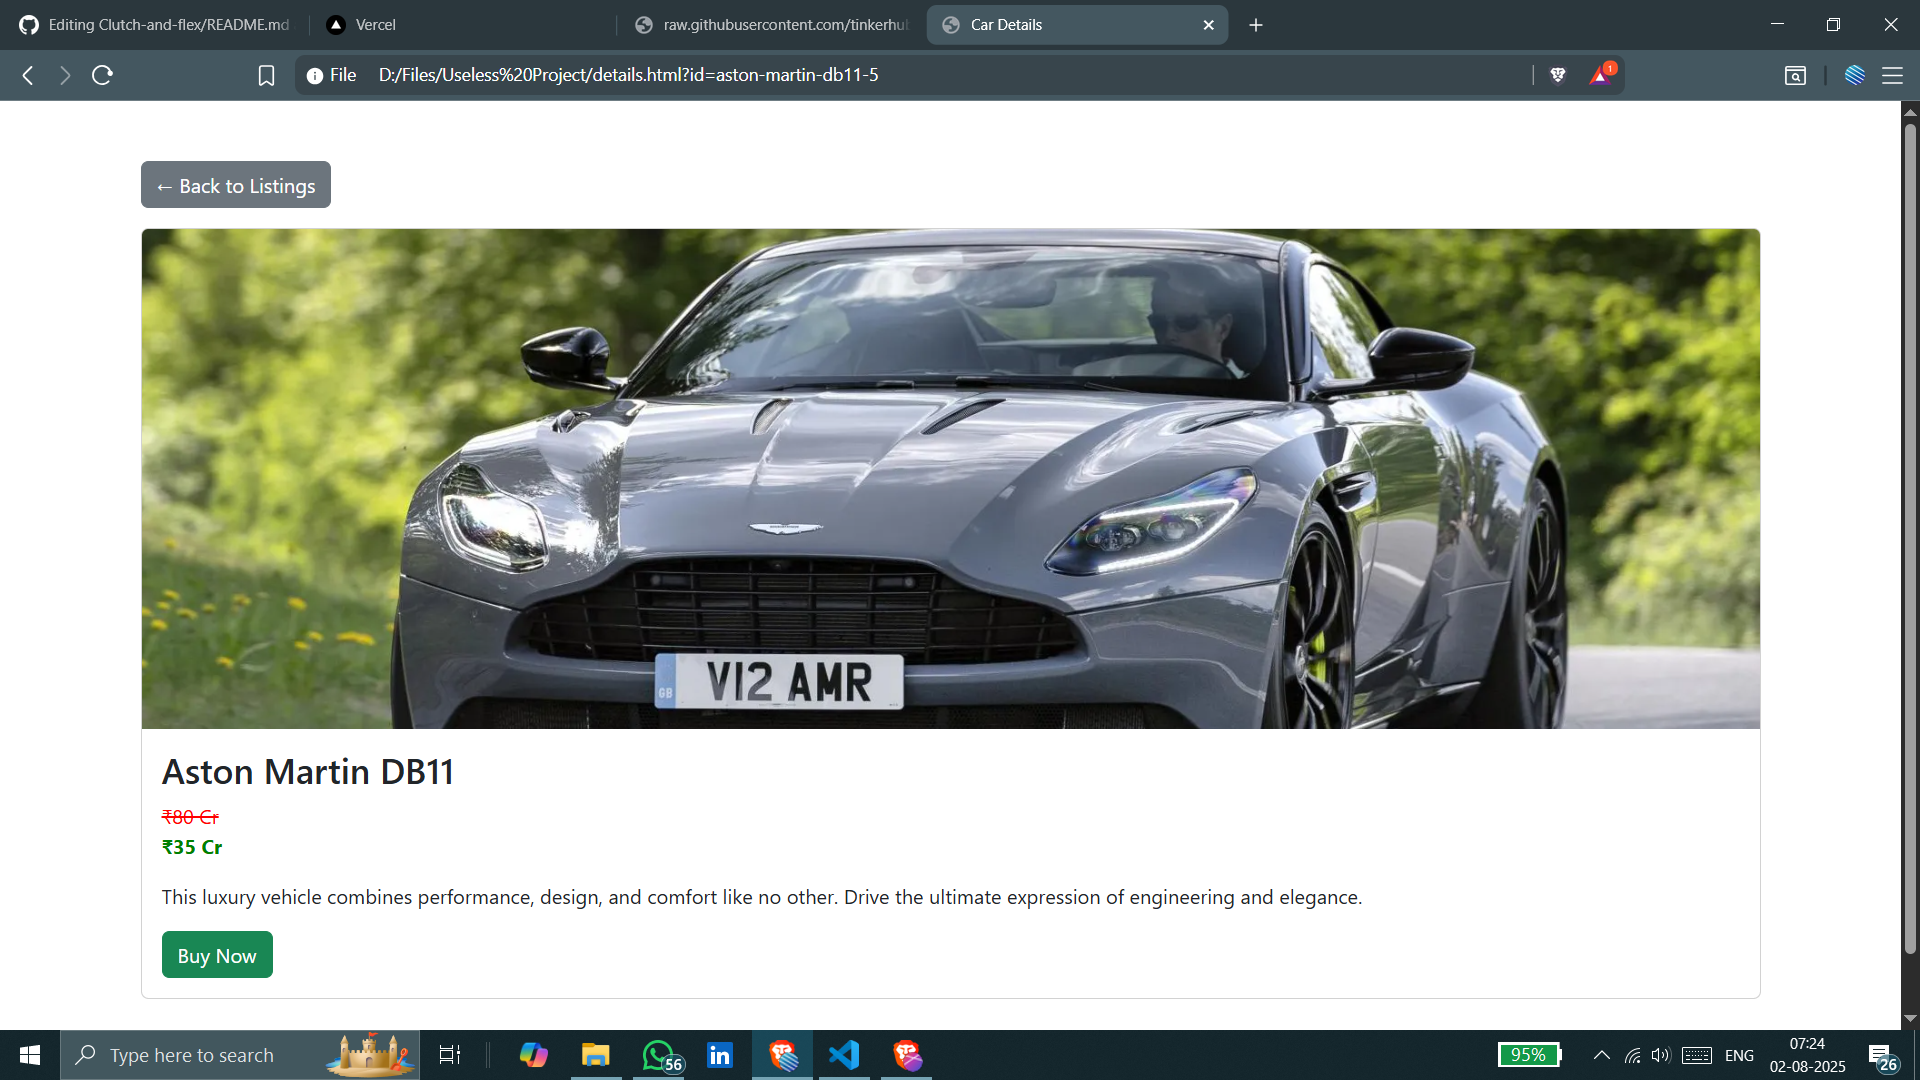 Editing Clutch-and-flex/README.md
Vercel
raw.githubusercontent.com/tinkerhu
Car Details
File
D:/Files/Useless%20Project/details.html?id=aston-martin-db11-5
1
← Back to Listings
GB
V12 AMR
Aston Martin DB11
₹80 Cr
₹35 Cr
This luxury vehicle combines performance, design, and comfort like no other. Drive the ultimate expression of engineering and elegance.
Buy Now
Type here to search
56
95%
ENG
07:24
02-08-2025
26